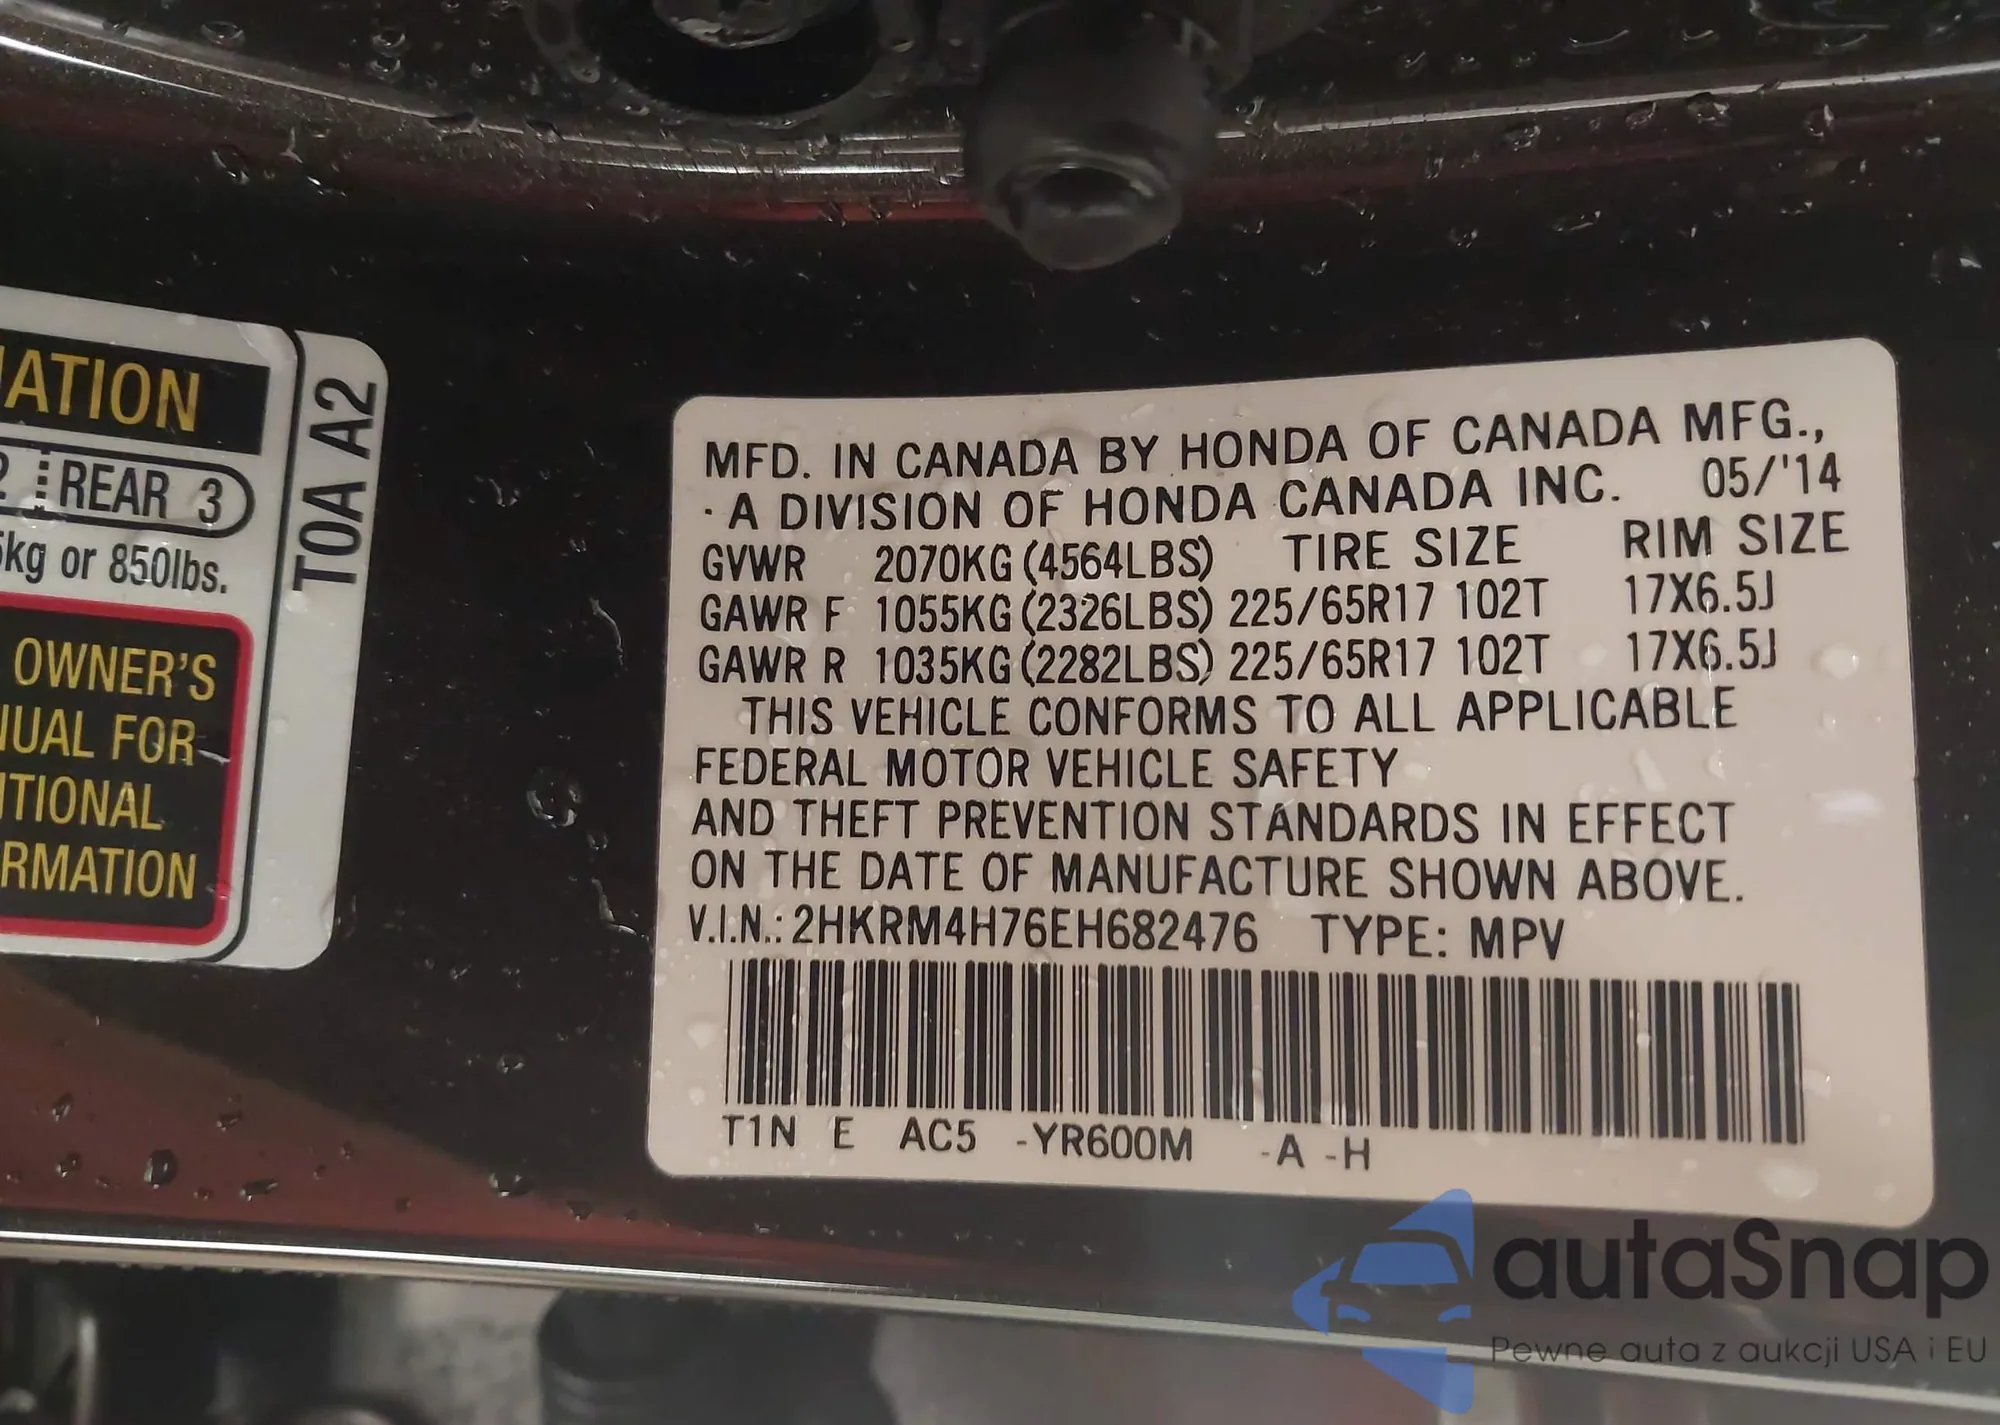 MATION
2 REAR 3
5kg or 850lbs.
OWNER'S
NUAL FOR
ITIONAL
RMATION
T0A A2
MFD. IN CANADA BY HONDA OF CANADA MFG.,
· A DIVISION OF HONDA CANADA INC. 05/'14
GVWR 2070KG (4564LBS) TIRE SIZE RIM SIZE
GAWR F 1055KG (2326LBS) 225/65R17 102T 17X6.5J
GAWR R 1035KG (2282LBS) 225/65R17 102T 17X6.5J
THIS VEHICLE CONFORMS TO ALL APPLICABLE
FEDERAL MOTOR VEHICLE SAFETY
AND THEFT PREVENTION STANDARDS IN EFFECT
ON THE DATE OF MANUFACTURE SHOWN ABOVE.
V.I.N.: 2HKRM4H76EH682476 TYPE: MPV
T1N E AC5 -YR600M -A -H
autaSnap
Pewne auta z aukcji USA i EU